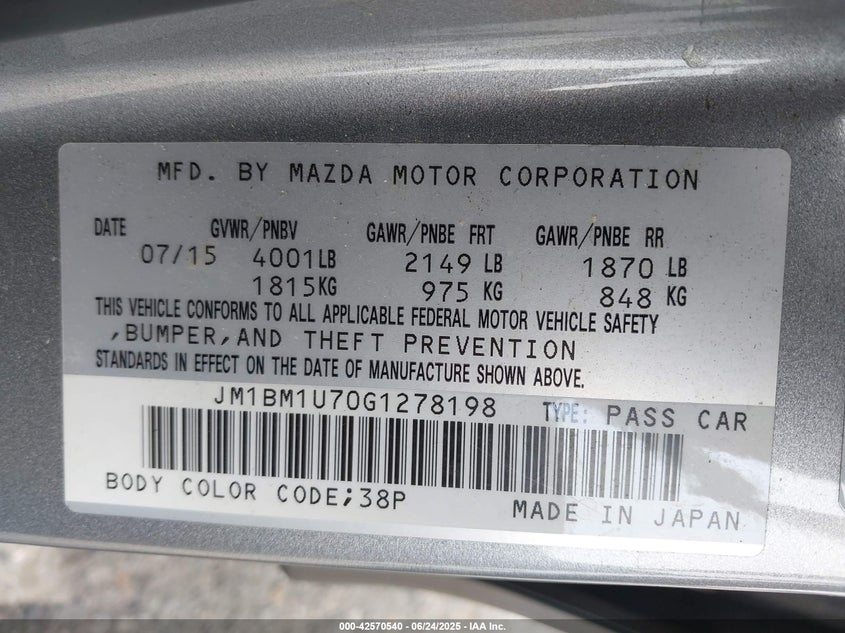 MFD. BY MAZDA MOTOR CORPORATION
DATE GVWR/PNBV GAWR/PNBE FRT GAWR/PNBE RR
07/15 4001LB 2149 LB 1870 LB
1815KG 975 KG 848 KG
THIS VEHICLE CONFORMS TO ALL APPLICABLE FEDERAL MOTOR VEHICLE SAFETY
,BUMPER,AND THEFT PREVENTION
STANDARDS IN EFFECT ON THE DATE OF MANUFACTURE SHOWN ABOVE.
JM1BM1U70G1278198 TYPE: PASS CAR
BODY COLOR CODE;38P MADE IN JAPAN
000-42570540 - 06/24/2025 - IAA Inc.